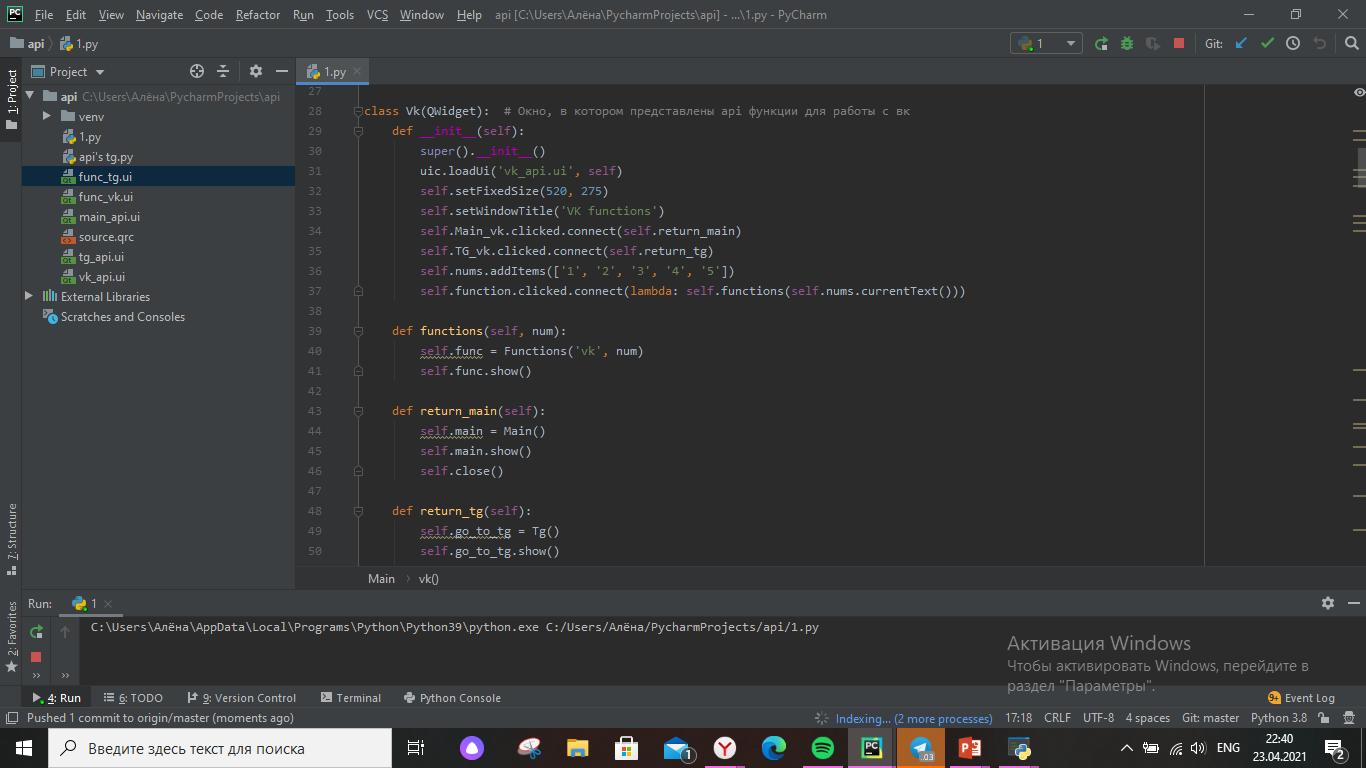 PC File Edit View Navigate Code Refactor Run Tools VCS Window Help api [C:\Users\Алёна\PycharmProjects\api] - ...\1.py - PyCharm
api 1.py 1 Git:
1: Project
Project
1.py
api C:\Users\Алёна\PycharmProjects\api
venv
1.py
api's tg.py
func_tg.ui
func_vk.ui
main_api.ui
source.qrc
tg_api.ui
vk_api.ui
External Libraries
Scratches and Consoles
27
28 class Vk(QWidget):  # Окно, в котором представлены api функции для работы с вк
29     def __init__(self):
30         super().__init__()
31         uic.loadUi('vk_api.ui', self)
32         self.setFixedSize(520, 275)
33         self.setWindowTitle('VK functions')
34         self.Main_vk.clicked.connect(self.return_main)
35         self.TG_vk.clicked.connect(self.return_tg)
36         self.nums.addItems(['1', '2', '3', '4', '5'])
37         self.function.clicked.connect(lambda: self.functions(self.nums.currentText()))
38
39     def functions(self, num):
40         self.func = Functions('vk', num)
41         self.func.show()
42
43     def return_main(self):
44         self.main = Main()
45         self.main.show()
46         self.close()
47
48     def return_tg(self):
49         self.go_to_tg = Tg()
50         self.go_to_tg.show()
Main › vk()
7: Structure
2: Favorites
Run: 1
C:\Users\Алёна\AppData\Local\Programs\Python\Python39\python.exe C:/Users/Алёна/PycharmProjects/api/1.py
Активация Windows
Чтобы активировать Windows, перейдите в
раздел "Параметры".
4: Run 6: TODO 9: Version Control Terminal Python Console 9+ Event Log
Pushed 1 commit to origin/master (moments ago) Indexing... (2 more processes) 17:18 CRLF UTF-8 4 spaces Git: master Python 3.8
Введите здесь текст для поиска 1 PC .03 ENG 22:40
23.04.2021 2